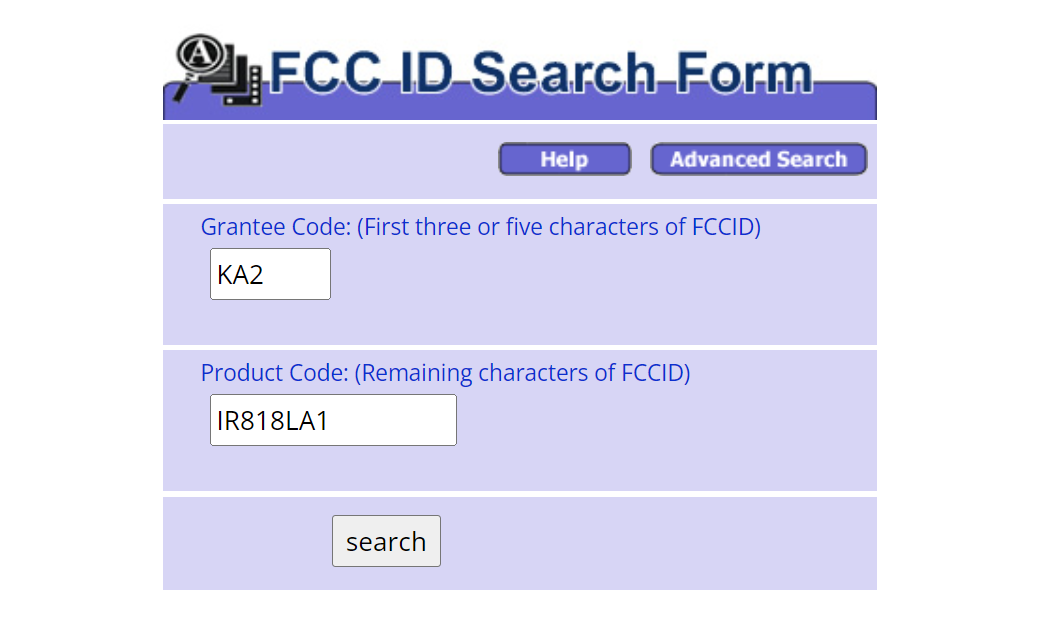 A
FCC ID Search Form
Help
Advanced Search
Grantee Code: (First three or five characters of FCCID)
KA2
Product Code: (Remaining characters of FCCID)
IR818LA1
search